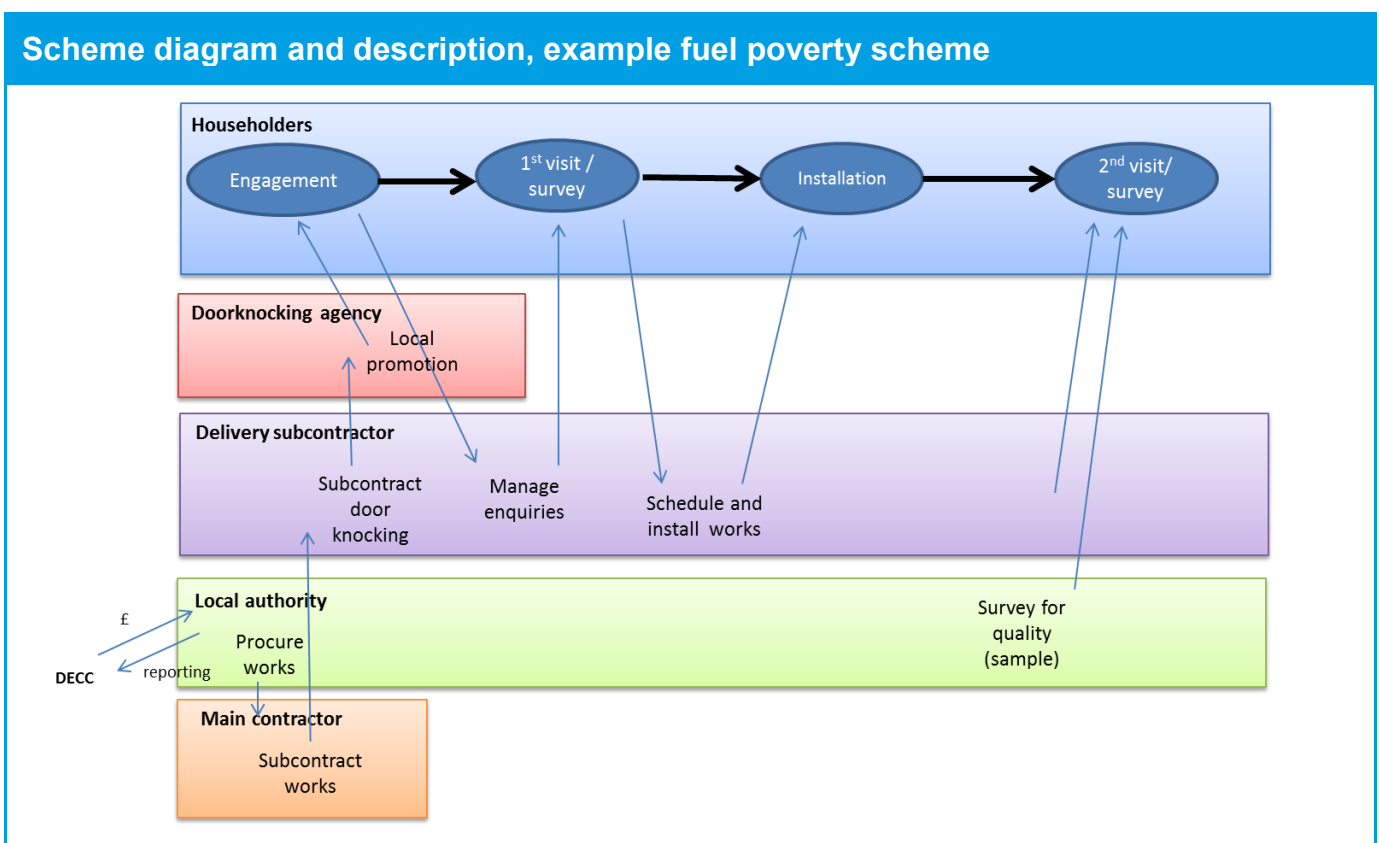 Scheme diagram and description, example fuel poverty scheme
Householders
Engagement
1st visit /
survey
Installation
2nd visit/
survey
Doorknocking agency
Local
promotion
Delivery subcontractor
Subcontract
door
knocking
Manage
enquiries
Schedule and
install works
Local authority
£
Procure
works
reporting
DECC
Survey for
quality
(sample)
Main contractor
Subcontract
works